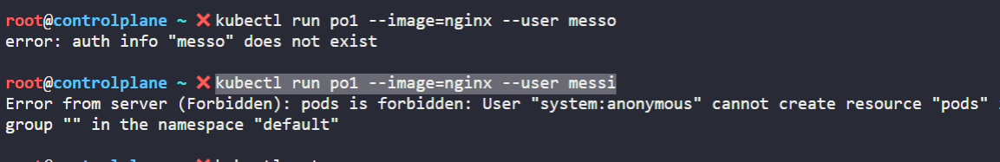 root@controlplane ~ ❌ kubectl run po1 --image=nginx --user messo
error: auth info "messo" does not exist
root@controlplane ~ ❌ kubectl run po1 --image=nginx --user messi
Error from server (Forbidden): pods is forbidden: User "system:anonymous" cannot create resource "pods"
group "" in the namespace "default"